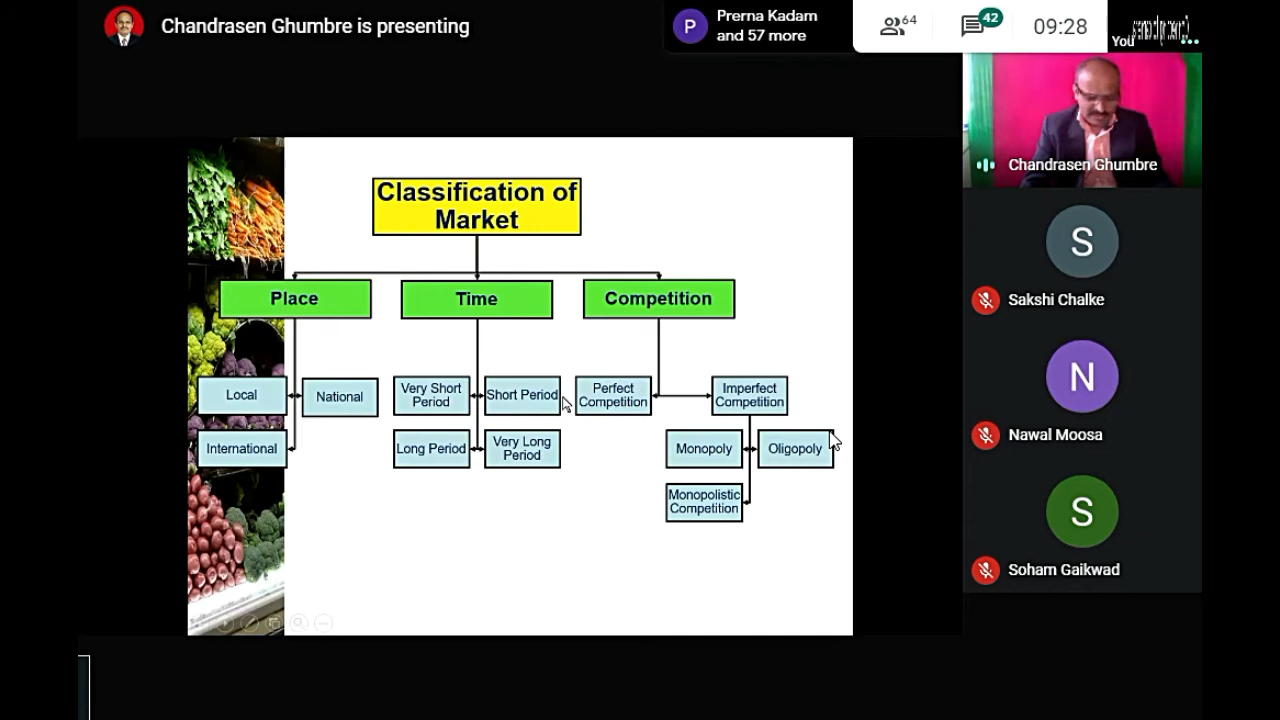 Chandrasen Ghumbre is presenting
P
Prerna Kadam
and 57 more
64
42
09:28
You
Chandrasen Ghumbre
S
Sakshi Chalke
N
Nawal Moosa
S
Soham Gaikwad
Classification of
Market
Place
Time
Competition
Local
National
International
Very Short
Period
Short Period
Long Period
Very Long
Period
Perfect
Competition
Imperfect
Competition
Monopoly
Oligopoly
Monopolistic
Competition